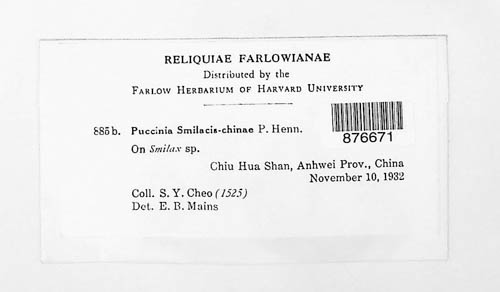 RELIQUIAE FARLOWIANAE
Distributed by the
FARLOW HERBARIUM OF HARVARD UNIVERSITY
885b. Puccinia Smilacis-chinae P. Henn.
876671
On Smilax sp.
Chiu Hua Shan, Anhwei Prov., China
November 10, 1932
Coll. S. Y. Cheo (1525)
Det. E. B. Mains